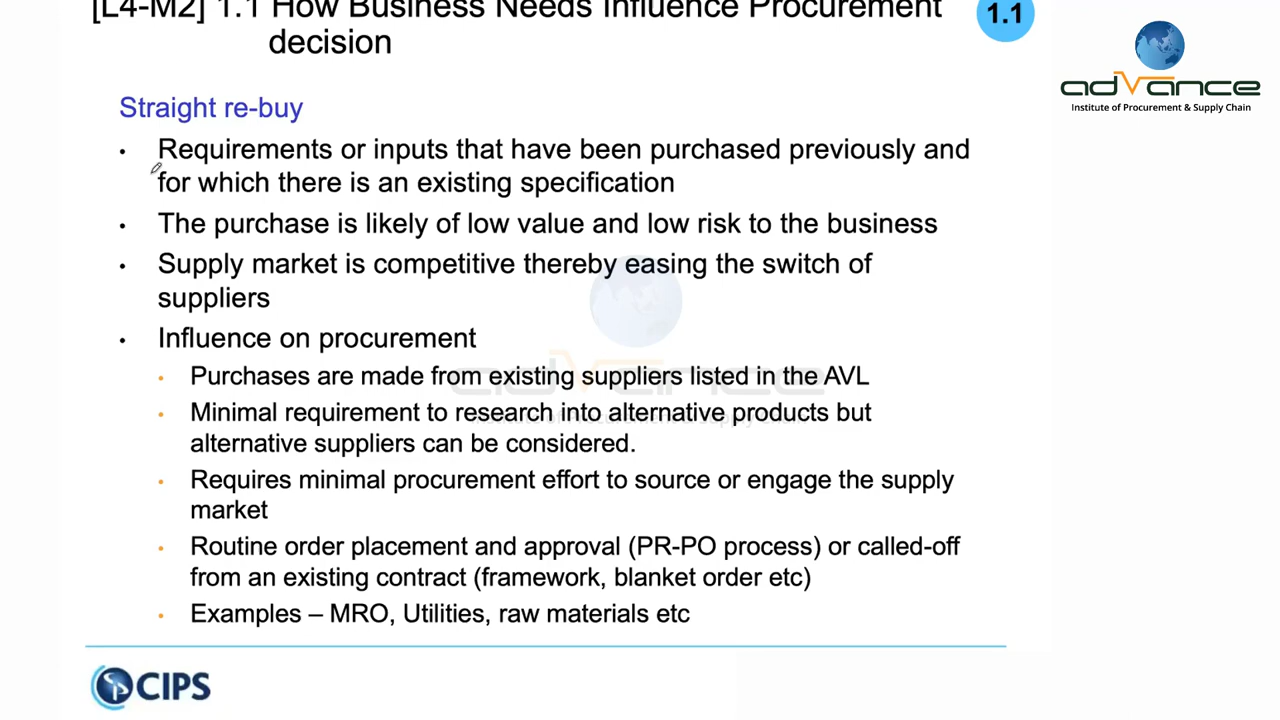 [L4-M2] 1.1 How Business Needs Influence Procurement
decision
1.1
advance
Institute of Procurement & Supply Chain
Straight re-buy
• Requirements or inputs that have been purchased previously and
for which there is an existing specification
• The purchase is likely of low value and low risk to the business
• Supply market is competitive thereby easing the switch of
suppliers
• Influence on procurement
• Purchases are made from existing suppliers listed in the AVL
• Minimal requirement to research into alternative products but
alternative suppliers can be considered.
• Requires minimal procurement effort to source or engage the supply
market
• Routine order placement and approval (PR-PO process) or called-off
from an existing contract (framework, blanket order etc)
• Examples – MRO, Utilities, raw materials etc
advance
Institute of Procurement & Supply Chain
CIPS